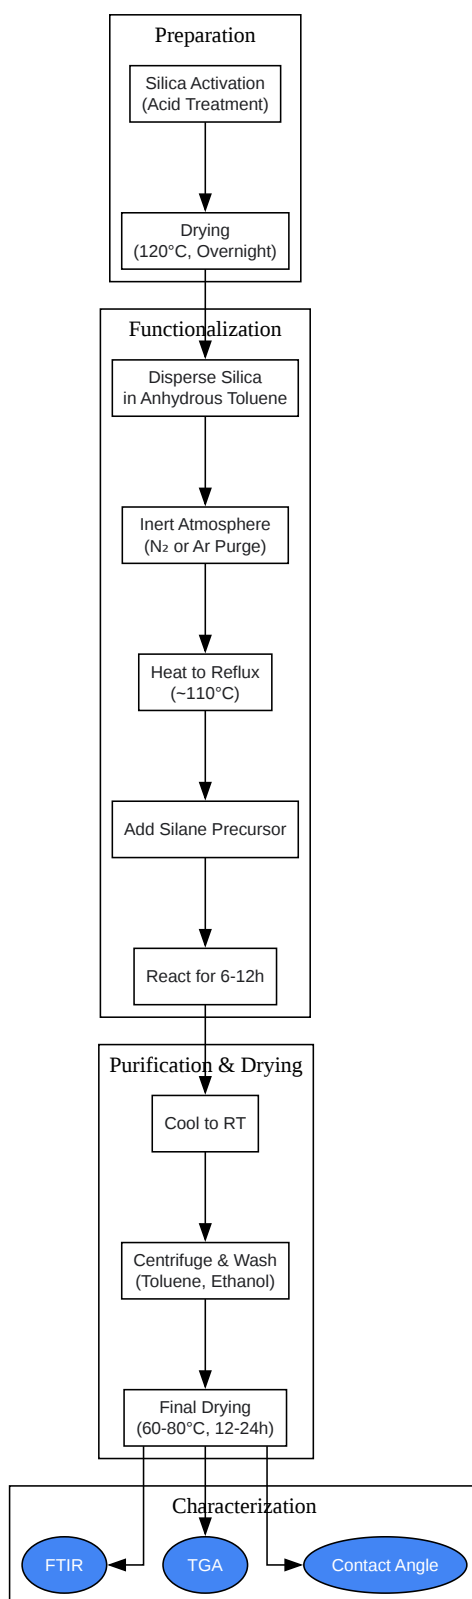 Preparation
Silica Activation
(Acid Treatment)
Drying
(120°C, Overnight)
Functionalization
Disperse Silica
in Anhydrous Toluene
Inert Atmosphere
(N₂ or Ar Purge)
Heat to Reflux
(~110°C)
Add Silane Precursor
React for 6-12h
Purification & Drying
Cool to RT
Centrifuge & Wash
(Toluene, Ethanol)
Final Drying
(60-80°C, 12-24h)
Characterization
FTIR
TGA
Contact Angle